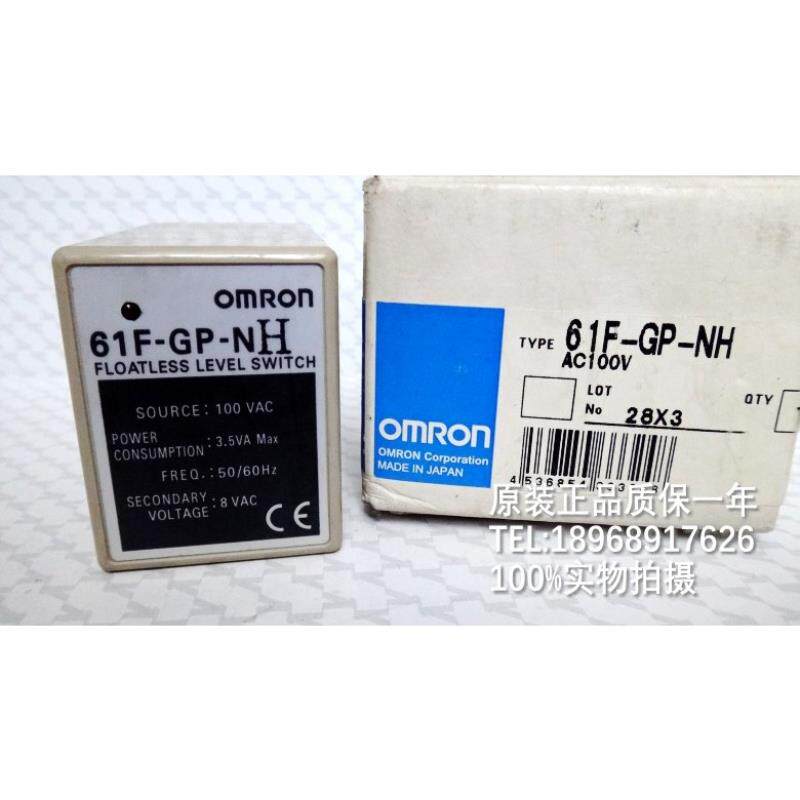 OMRON
61F-GP-NH
FLOATLESS LEVEL SWITCH
SOURCE: 100 VAC
POWER CONSUMPTION: 3.5VA Max
FREQ.: 50/60Hz
SECONDARY VOLTAGE: 8 VAC
CE
OMRON
OMRON Corporation
MADE IN JAPAN
TYPE 61F-GP-NH
AC100V
LOT No 28X3
QTY
原装正品质保一年
TEL:18968917626
100%实物拍摄